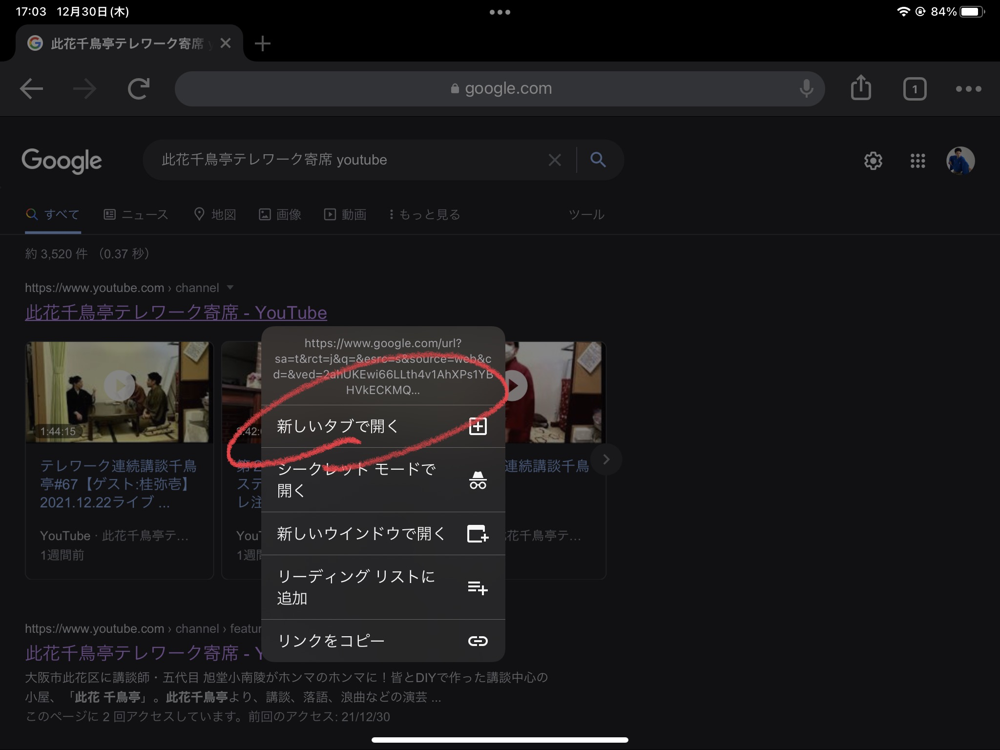 17:03 12月30日(木)
84%
此花千鳥亭テレワーク寄席
google.com
1
Google
此花千鳥亭テレワーク寄席 youtube
すべて
ニュース
地図
画像
動画
もっと見る
ツール
約 3,520 件 (0.37 秒)
https://www.youtube.com › channel
此花千鳥亭テレワーク寄席 - YouTube
1:44:15
テレワーク連続講談千鳥
亭#67【ゲスト:桂弥壱】
2021.12.22ライブ ...
YouTube · 此花千鳥亭テ...
1週間前
3:42:
ステ
レ注
You
1週間
連続講談千鳥
花千鳥亭テ...
https://www.google.com/url?
sa=t&rct=j&q=&esrc=s&source=web&c
d=&ved=2ahUKEwi66LLth4v1AhXPs1YB
HVkECKMQ...
新しいタブで開く
シークレット モードで
開く
新しいウインドウで開く
リーディング リストに
追加
リンクをコピー
https://www.youtube.com › channel › featur
此花千鳥亭テレワーク寄席 - Y
大阪市此花区に講談師・五代目 旭堂小南陵がホンマのホンマに！皆とDIYで作った講談中心の
小屋、「此花 千鳥亭」。此花千鳥亭より、講談、落語、浪曲などの演芸 ...
このページに 2 回アクセスしています。前回のアクセス: 21/12/30